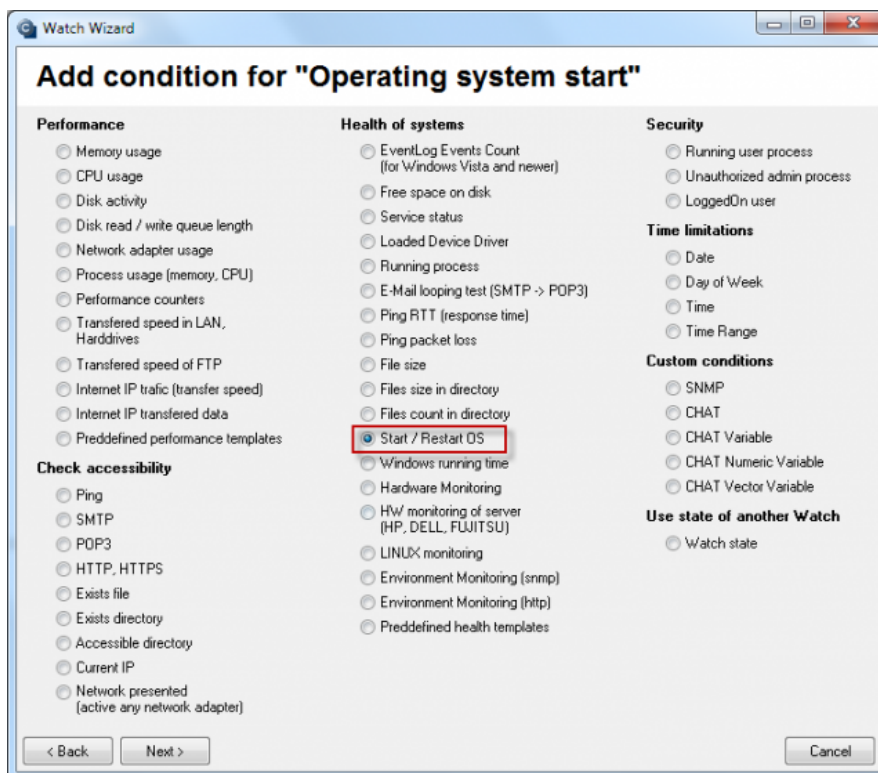 Watch Wizard
Add condition for "Operating system start"
Performance
Memory usage
CPU usage
Disk activity
Disk read / write queue length
Network adapter usage
Process usage (memory, CPU)
Performance counters
Transfered speed in LAN,
Harddrives
Transfered speed of FTP
Internet IP trafic (transfer speed)
Internet IP transfered data
Preddefined performance templates
Check accessibility
Ping
SMTP
POP3
HTTP, HTTPS
Exists file
Exists directory
Accessible directory
Current IP
Network presented
(active any network adapter)
Health of systems
EventLog Events Count
(for Windows Vista and newer)
Free space on disk
Service status
Loaded Device Driver
Running process
E-Mail looping test (SMTP -> POP3)
Ping RTT (response time)
Ping packet loss
File size
Files size in directory
Files count in directory
Start / Restart OS
Windows running time
Hardware Monitoring
HW monitoring of server
(HP, DELL, FUJITSU)
LINUX monitoring
Environment Monitoring (snmp)
Environment Monitoring (http)
Preddefined health templates
Security
Running user process
Unauthorized admin process
LoggedOn user
Time limitations
Date
Day of Week
Time
Time Range
Custom conditions
SNMP
CHAT
CHAT Variable
CHAT Numeric Variable
CHAT Vector Variable
Use state of another Watch
Watch state
< Back
Next >
Cancel